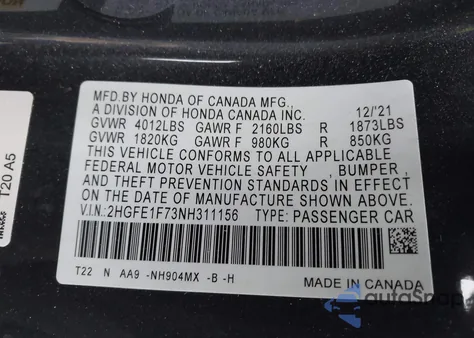 MFD.BY HONDA OF CANADA MFG.,
A DIVISION OF HONDA CANADA INC. 12/'21
GVWR 4012LBS GAWR F 2160LBS R 1873LBS
GVWR 1820KG GAWR F 980KG R 850KG
THIS VEHICLE CONFORMS TO ALL APPLICABLE
FEDERAL MOTOR VEHICLE SAFETY, BUMPER,
AND THEFT PREVENTION STANDARDS IN EFFECT
ON THE DATE OF MANUFACTURE SHOWN ABOVE.
V.I.N:2HGFE1F73NH311156 TYPE: PASSENGER CAR
T22 N AA9 -NH904MX -B -H
MADE IN CANADA
T20 A5
autoSnap